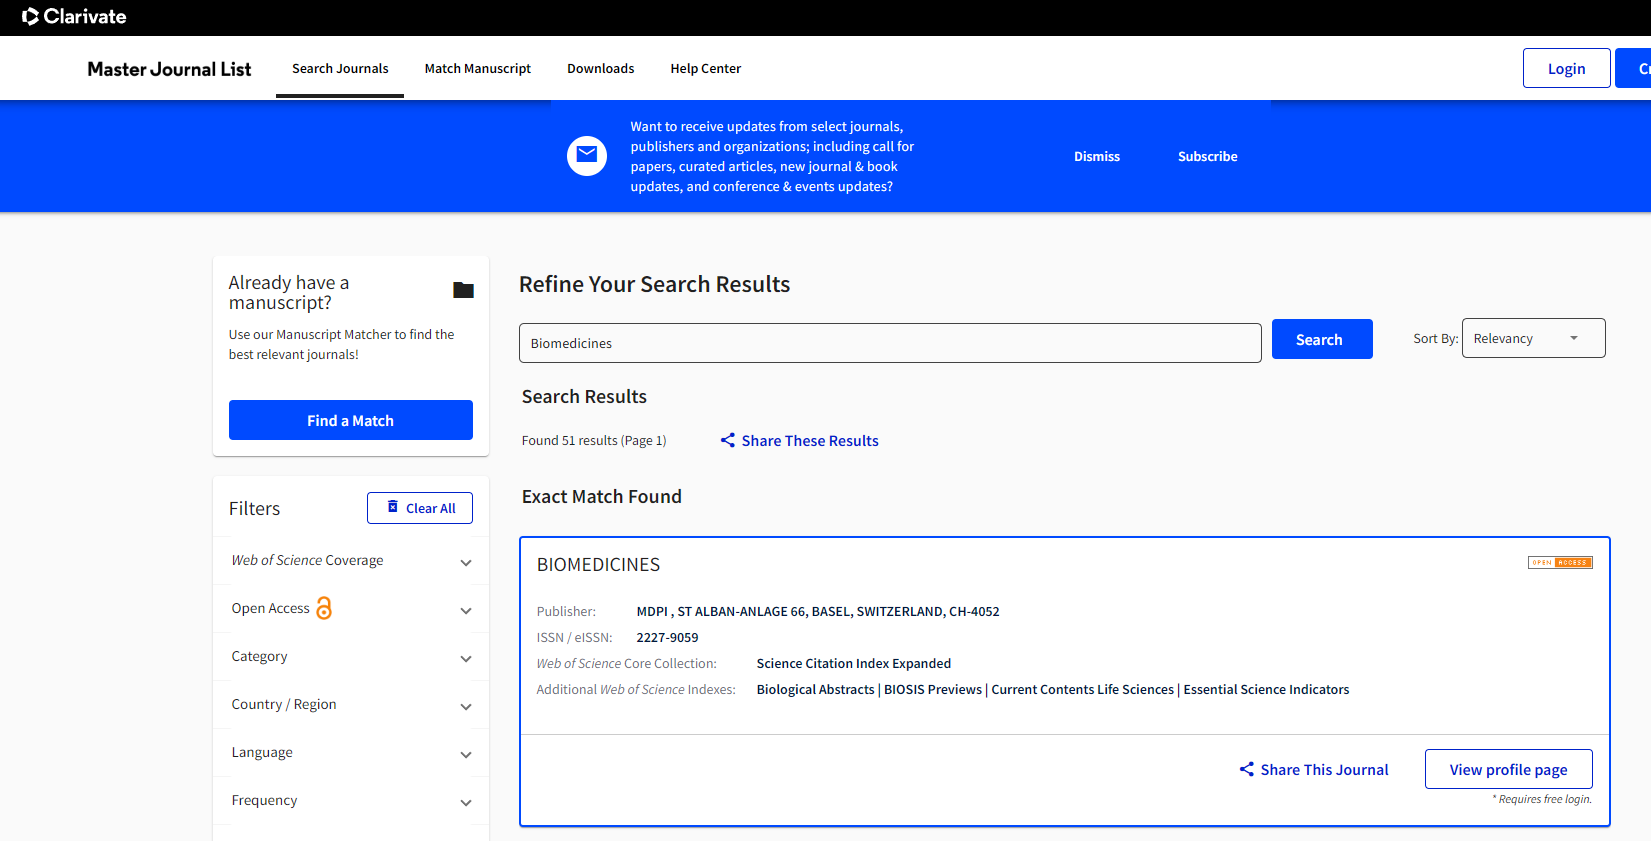 Clarivate
Master Journal List
Search Journals
Match Manuscript
Downloads
Help Center
Login
Want to receive updates from select journals,
publishers and organizations; including call for
papers, curated articles, new journal & book
updates, and conference & events updates?
Dismiss
Subscribe
Already have a
manuscript?
Use our Manuscript Matcher to find the
best relevant journals!
Find a Match
Filters
Clear All
Web of Science Coverage
Open Access
Category
Country / Region
Language
Frequency
Refine Your Search Results
Biomedicines
Search
Sort By:
Relevancy
Search Results
Found 51 results (Page 1)
Share These Results
Exact Match Found
BIOMEDICINES
OPEN ACCESS
Publisher: MDPI , ST ALBAN-ANLAGE 66, BASEL, SWITZERLAND, CH-4052
ISSN / eISSN: 2227-9059
Web of Science Core Collection: Science Citation Index Expanded
Additional Web of Science Indexes: Biological Abstracts | BIOSIS Previews | Current Contents Life Sciences | Essential Science Indicators
Share This Journal
View profile page
* Requires free login.